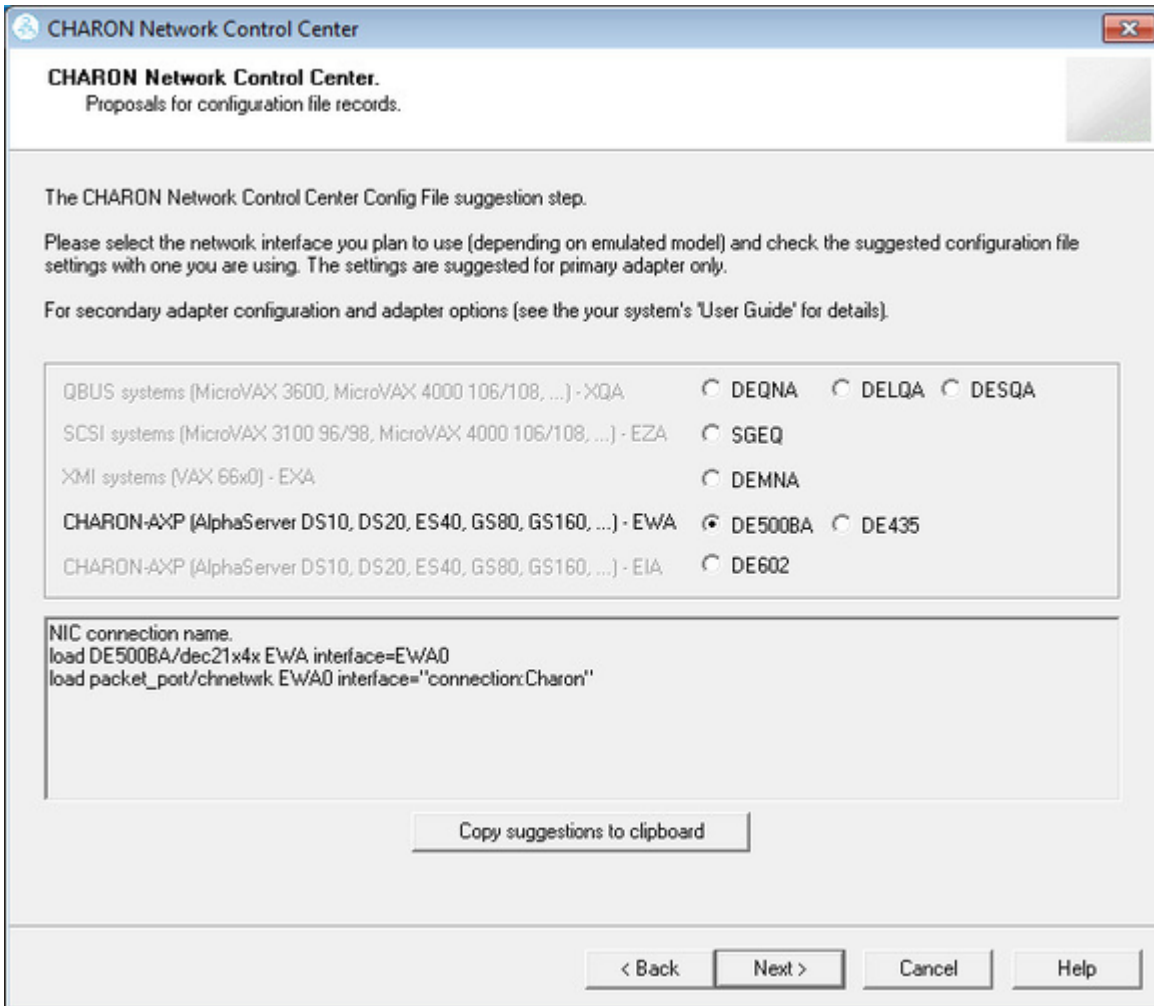 CHARON Network Control Center
CHARON Network Control Center.
Proposals for configuration file records.
The CHARON Network Control Center Config File suggestion step.
Please select the network interface you plan to use (depending on emulated model) and check the suggested configuration file
settings with one you are using. The settings are suggested for primary adapter only.
For secondary adapter configuration and adapter options (see the your system's 'User Guide' for details).
QBUS systems (MicroVAX 3600, MicroVAX 4000 106/108, ...) - XQA DEQNA DELQA DESQA
SCSI systems (MicroVAX 3100 96/98, MicroVAX 4000 106/108, ...) - EZA SGEQ
XMI systems (VAX 66x0) - EXA DEMNA
CHARON-AXP (AlphaServer DS10, DS20, ES40, GS80, GS160, ...) - EWA DE500BA DE435
CHARON-AXP (AlphaServer DS10, DS20, ES40, GS80, GS160, ...) - EIA DE602
NIC connection name.
load DE500BA/dec21x4x EWA interface=EWA0
load packet_port/chnetwrk EWA0 interface="connection:Charon"
Copy suggestions to clipboard
< Back Next > Cancel Help